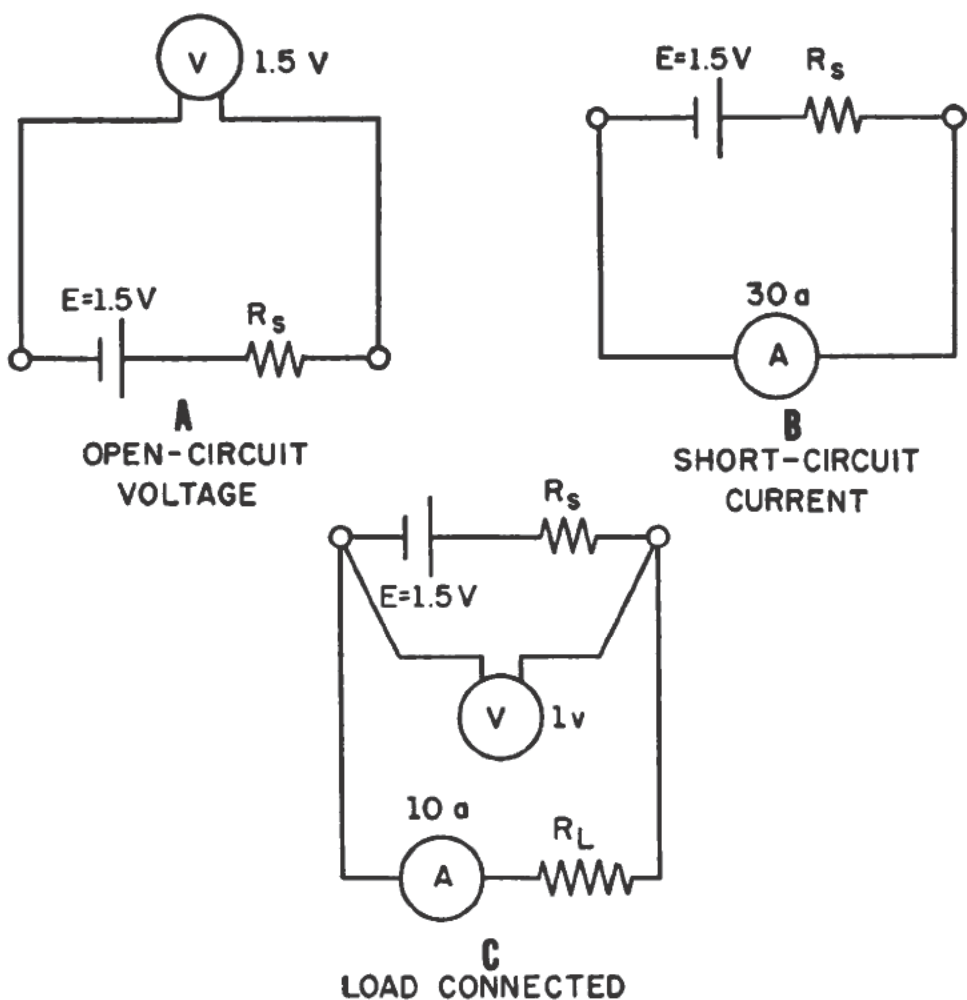 V 1.5 V
E=1.5V
Rs
A
OPEN-CIRCUIT
VOLTAGE
E=1.5V
Rs
30 a
A
B
SHORT-CIRCUIT
CURRENT
Rs
E=1.5V
V 1v
10 a
RL
A
C
LOAD CONNECTED